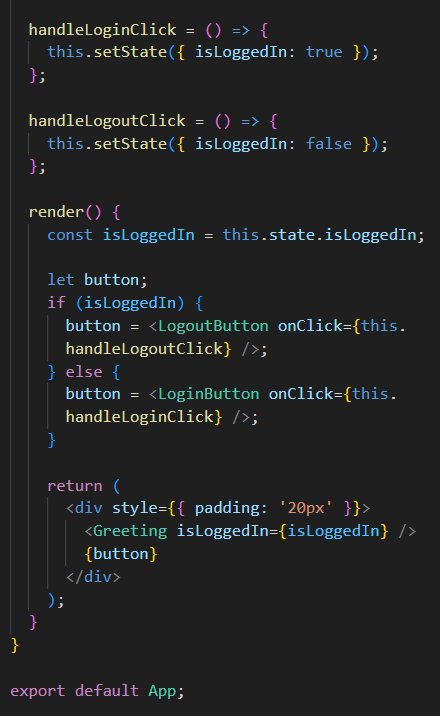 handleLoginClick = () => {
this.setState({ isLoggedIn: true });
};
handleLogoutClick = () => {
this.setState({ isLoggedIn: false });
};
render() {
const isLoggedIn = this.state.isLoggedIn;
let button;
if (isLoggedIn) {
button = <LogoutButton onClick={this.
handleLogoutClick} />;
} else {
button = <LoginButton onClick={this.
handleLoginClick} />;
}
return (
<div style={{ padding: '20px' }}>
<Greeting isLoggedIn={isLoggedIn} />
{button}
</div>
);
}
}
export default App;